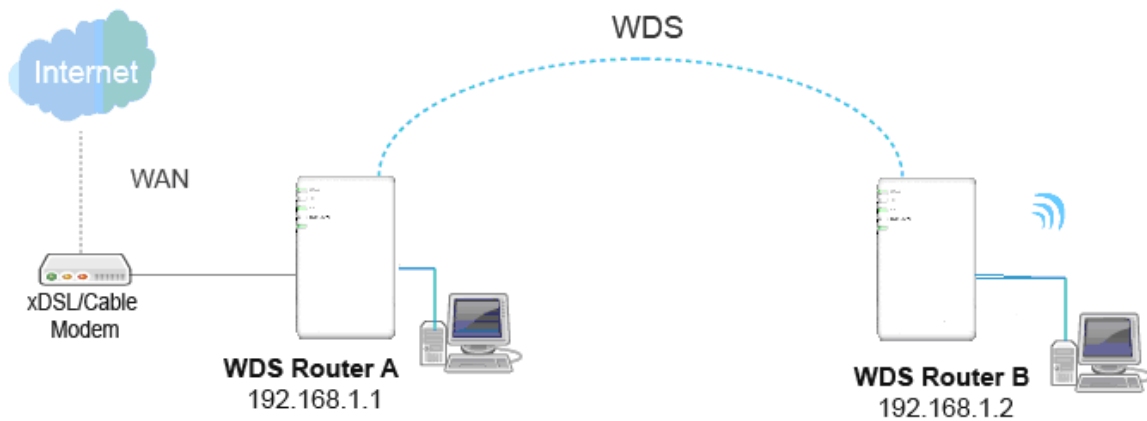 WDS
Internet
WAN
xDSL/Cable
Modem
WDS Router A
192.168.1.1
WDS Router B
192.168.1.2